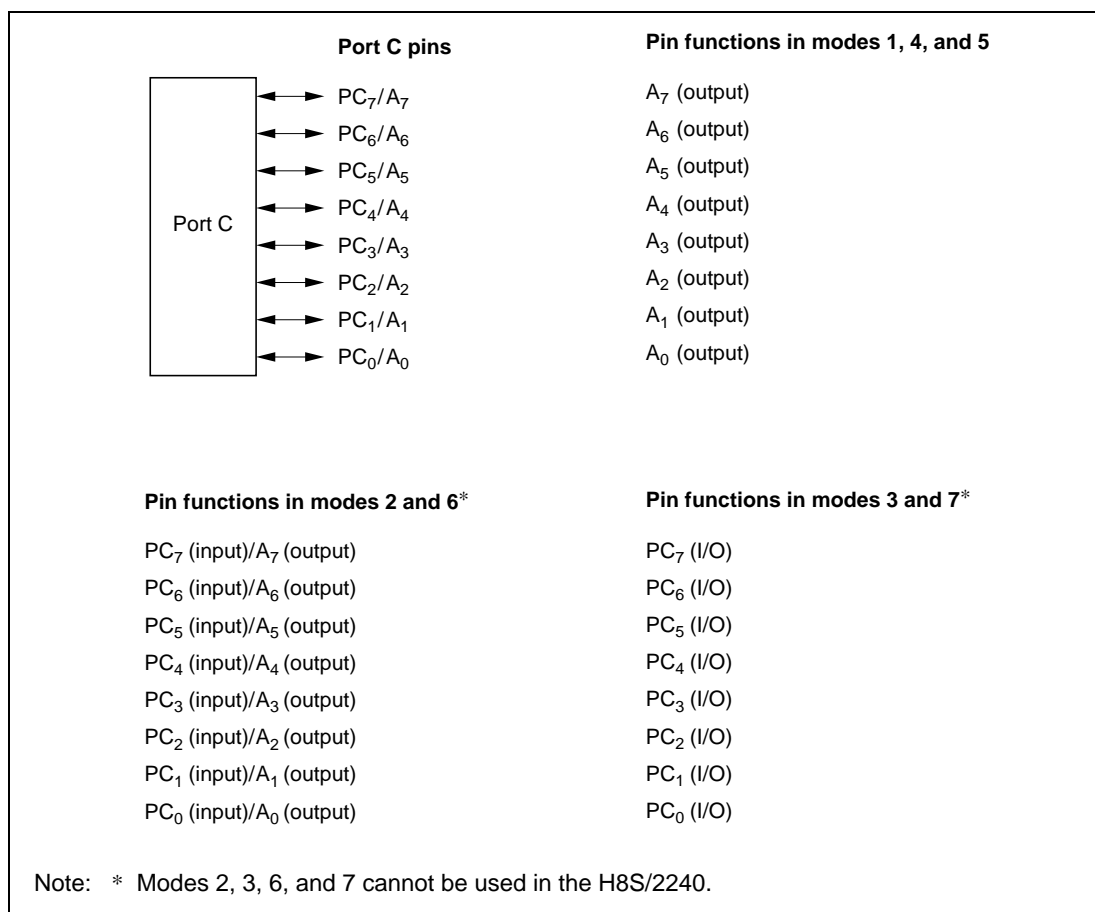 Port C pins
Pin functions in modes 1, 4, and 5
Port C
PC₇/A₇
A₇ (output)
PC₆/A₆
A₆ (output)
PC₅/A₅
A₅ (output)
PC₄/A₄
A₄ (output)
PC₃/A₃
A₃ (output)
PC₂/A₂
A₂ (output)
PC₁/A₁
A₁ (output)
PC₀/A₀
A₀ (output)
Pin functions in modes 2 and 6*
PC₇ (input)/A₇ (output)
PC₆ (input)/A₆ (output)
PC₅ (input)/A₅ (output)
PC₄ (input)/A₄ (output)
PC₃ (input)/A₃ (output)
PC₂ (input)/A₂ (output)
PC₁ (input)/A₁ (output)
PC₀ (input)/A₀ (output)
Pin functions in modes 3 and 7*
PC₇ (I/O)
PC₆ (I/O)
PC₅ (I/O)
PC₄ (I/O)
PC₃ (I/O)
PC₂ (I/O)
PC₁ (I/O)
PC₀ (I/O)
Note: * Modes 2, 3, 6, and 7 cannot be used in the H8S/2240.